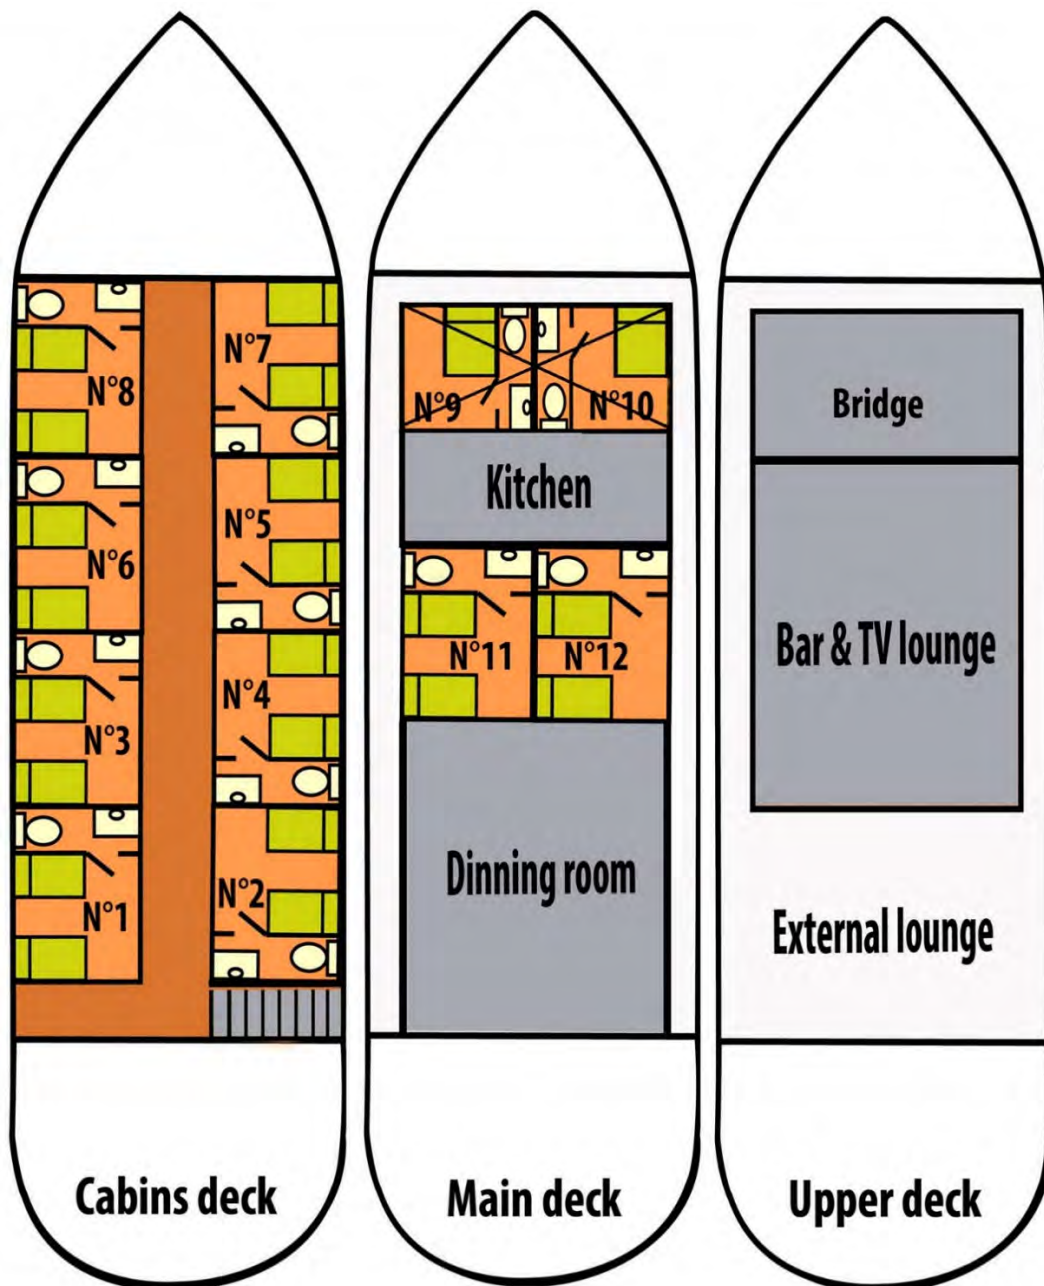 N°7
N°8
N°5
N°6
N°4
N°3
N°2
N°1
Cabins deck
N°9
N°10
Kitchen
N°11
N°12
Dinning room
Main deck
Bridge
Bar & TV lounge
External lounge
Upper deck